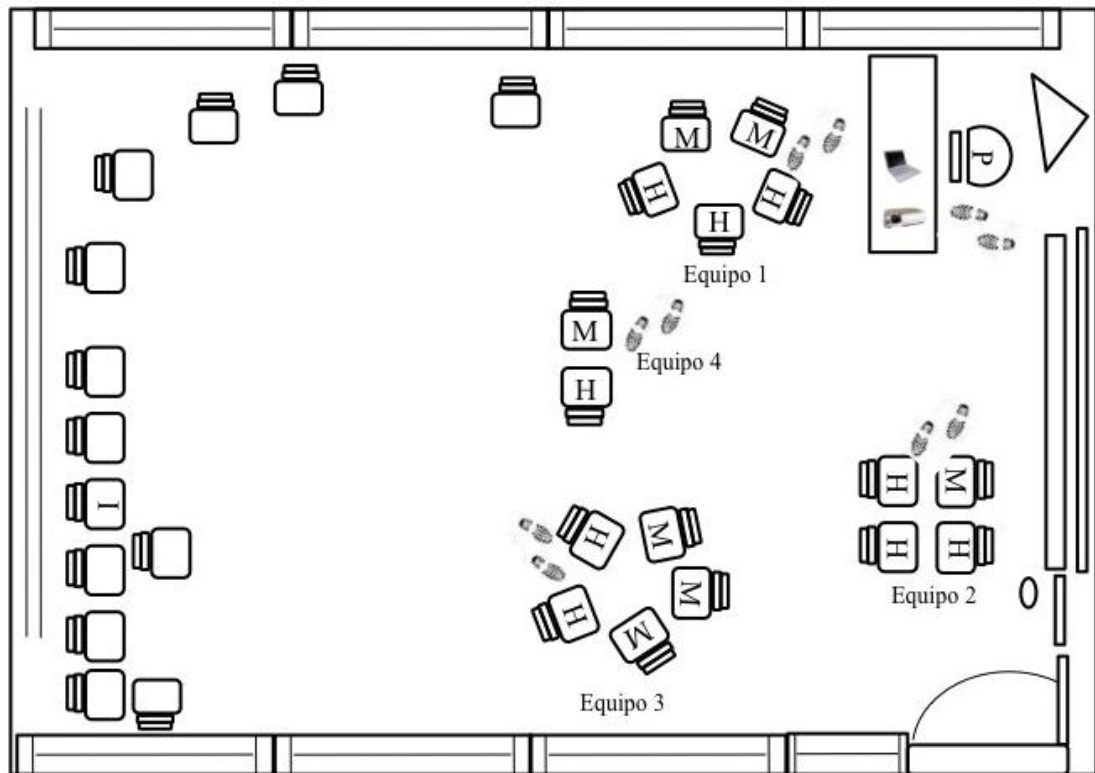 M M
P
H H
H
Equipo 1
M
Equipo 4
H
H M
I
H M
H H
M
Equipo 2
H M
Equipo 3